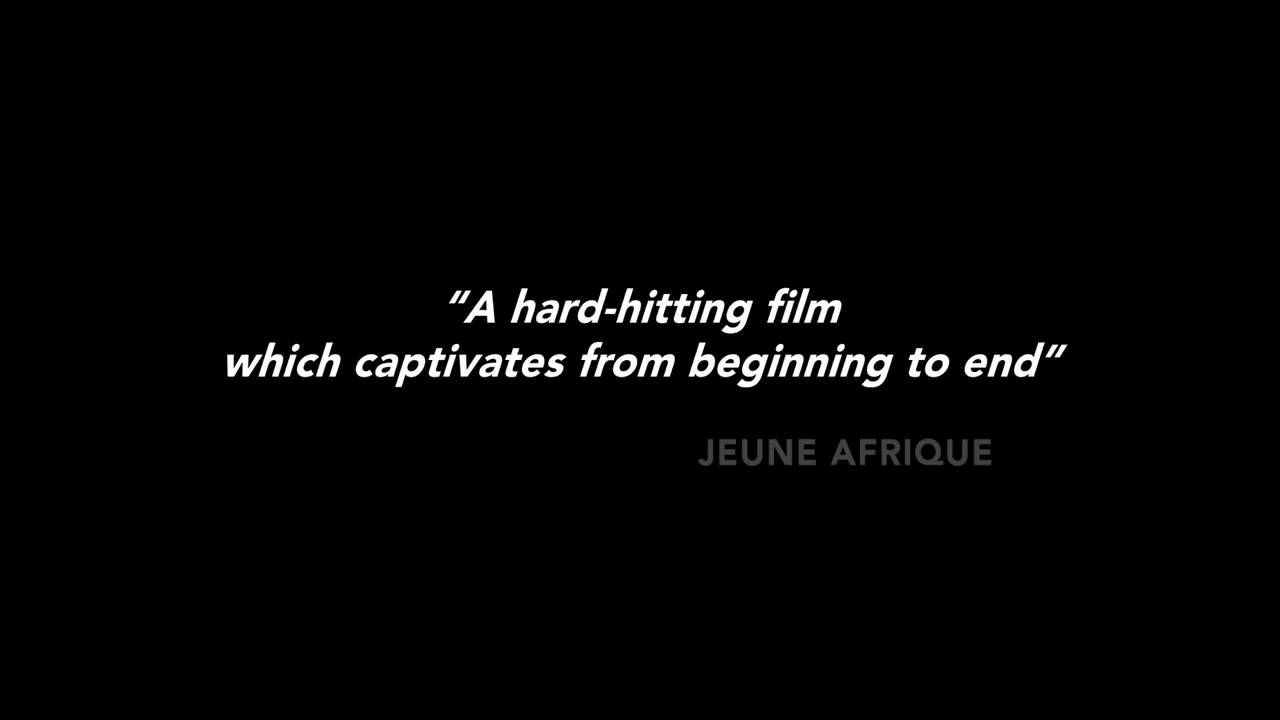 “A hard-hitting film
which captivates from beginning to end”
JEUNE AFRIQUE